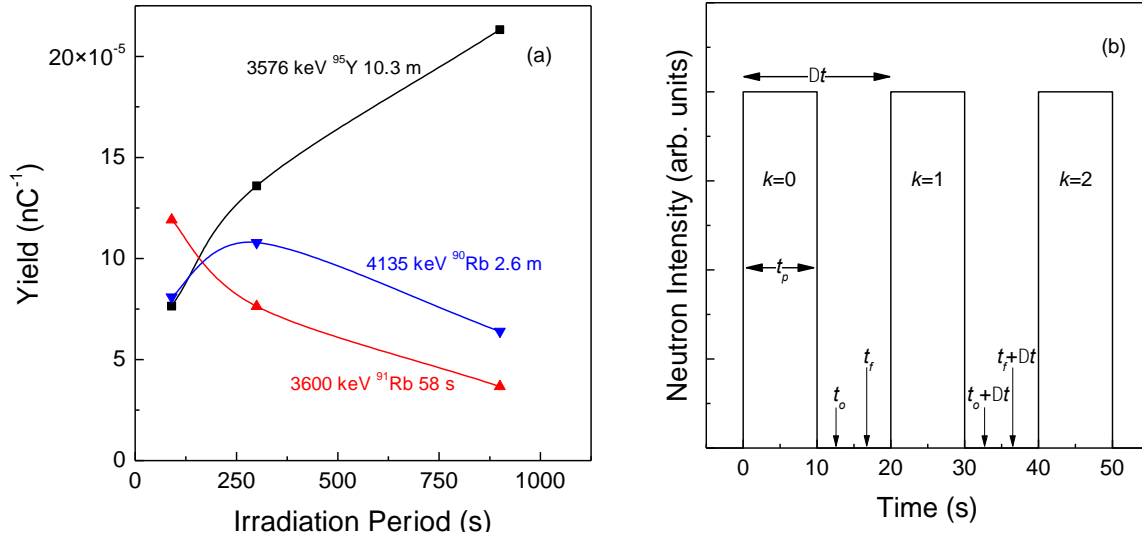 (a)
20×10⁻⁵
15
10
5
0
Yield (nC⁻¹)
3576 keV ⁹⁵Y 10.3 m
4135 keV ⁹⁰Rb 2.6 m
3600 keV ⁹¹Rb 58 s
0 250 500 750 1000
Irradiation Period (s)
(b)
Neutron Intensity (arb. units)
Dt
k=0 k=1 k=2
tₚ
t_f t_f+Dt
tₒ tₒ+Dt
0 10 20 30 40 50
Time (s)